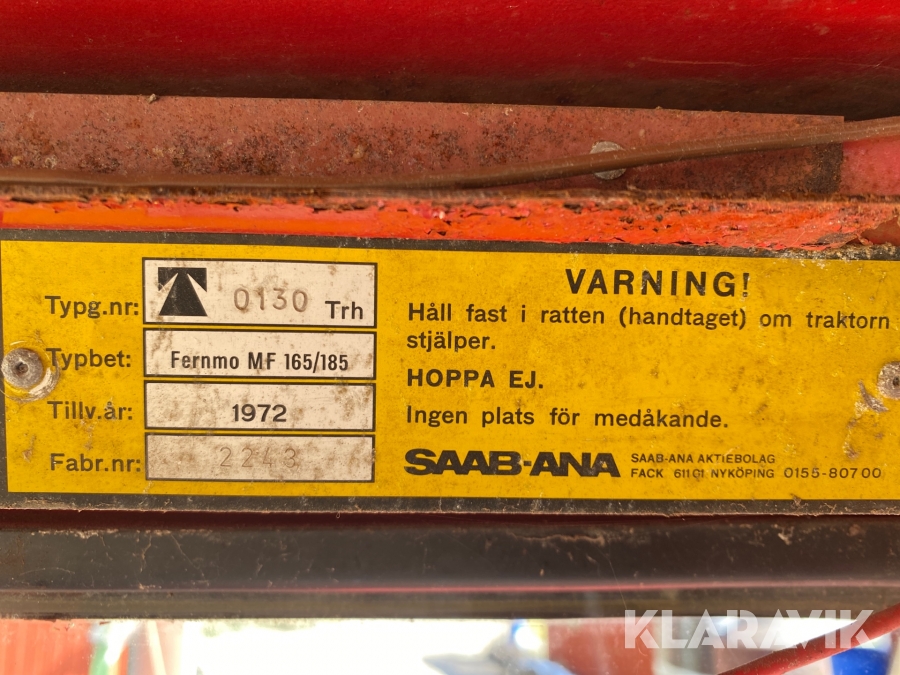 Typg.nr: 0130 Trh
Typbet: Fernmo MF 165/185
Tillv.år: 1972
Fabr.nr: 2243
VARNING!
Håll fast i ratten (handtaget) om traktorn
stjälper.
HOPPA EJ.
Ingen plats för medåkande.
SAAB-ANA
SAAB-ANA AKTIEBOLAG
FACK 61101 NYKÖPING 0155-80700
KLARAVIK